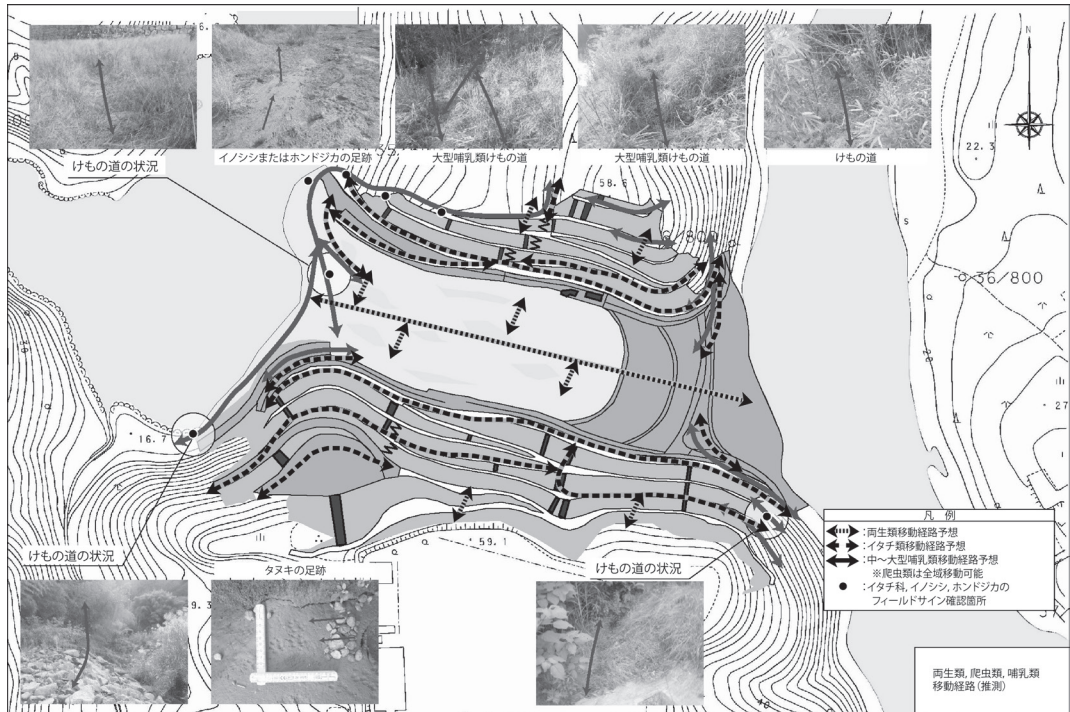 けもの道の状況
イノシシまたはホンドジカの足跡
大型哺乳類けもの道
大型哺乳類けもの道
けもの道
N
22.3
58.6
36/800
16.7
59.1
27
9.3
40
けもの道の状況
タヌキの足跡
けもの道の状況
凡 例
:両生類移動経路予想
:イタチ類移動経路予想
:中～大型哺乳類移動経路予想
※爬虫類は全域移動可能
:イタチ科, イノシシ, ホンドジカの
フィールドサイン確認箇所
両生類, 爬虫類, 哺乳類
移動経路(推測)